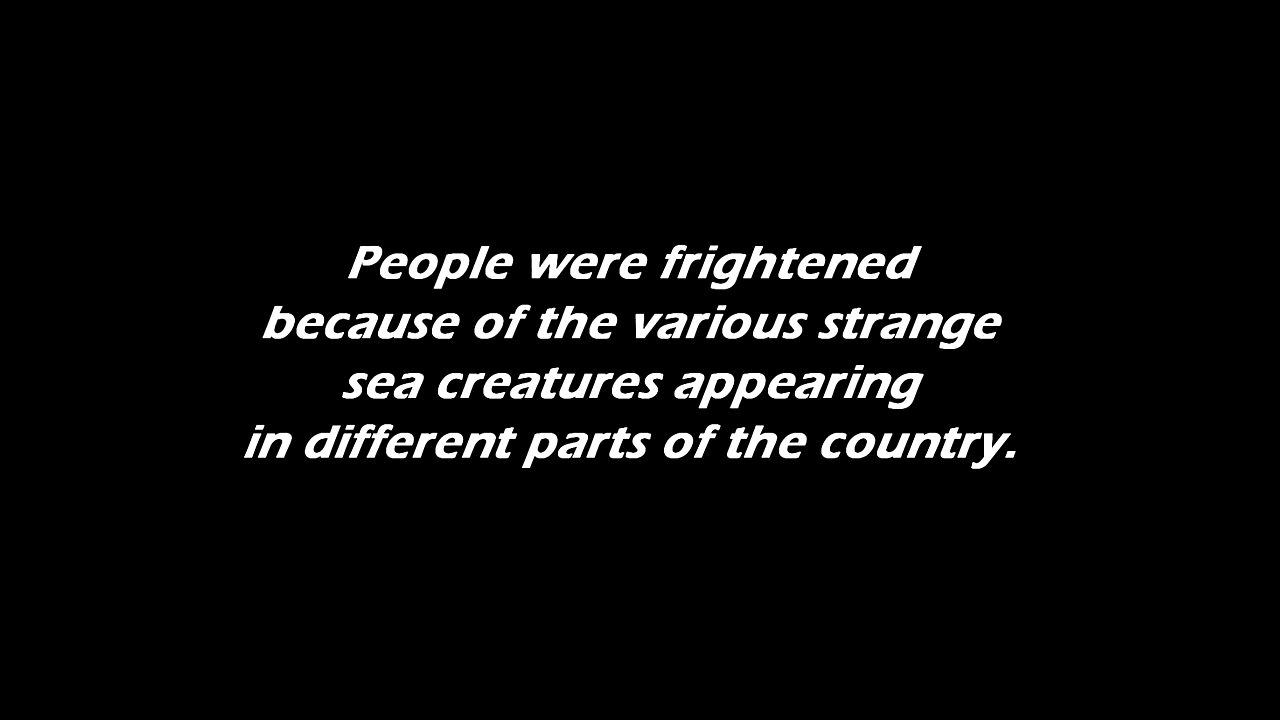 People were frightened
because of the various strange
sea creatures appearing
in different parts of the country.